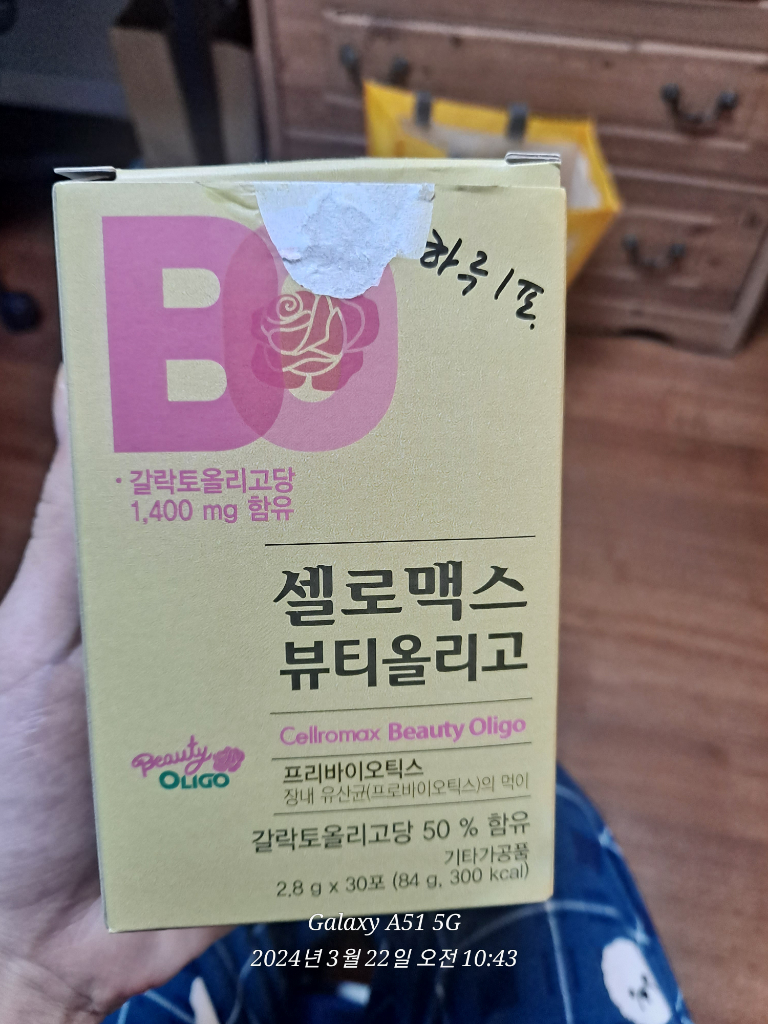 BO
하루 1포.
· 갈락토올리고당
1,400 mg 함유
셀로맥스
뷰티올리고
Cellromax Beauty Oligo
Beauty
OLIGO
프리바이오틱스
장내 유산균(프로바이오틱스)의 먹이
갈락토올리고당 50 % 함유
기타가공품
2.8 g x 30포 (84 g, 300 kcal)
Galaxy A51 5G
2024년 3월 22일 오전 10:43